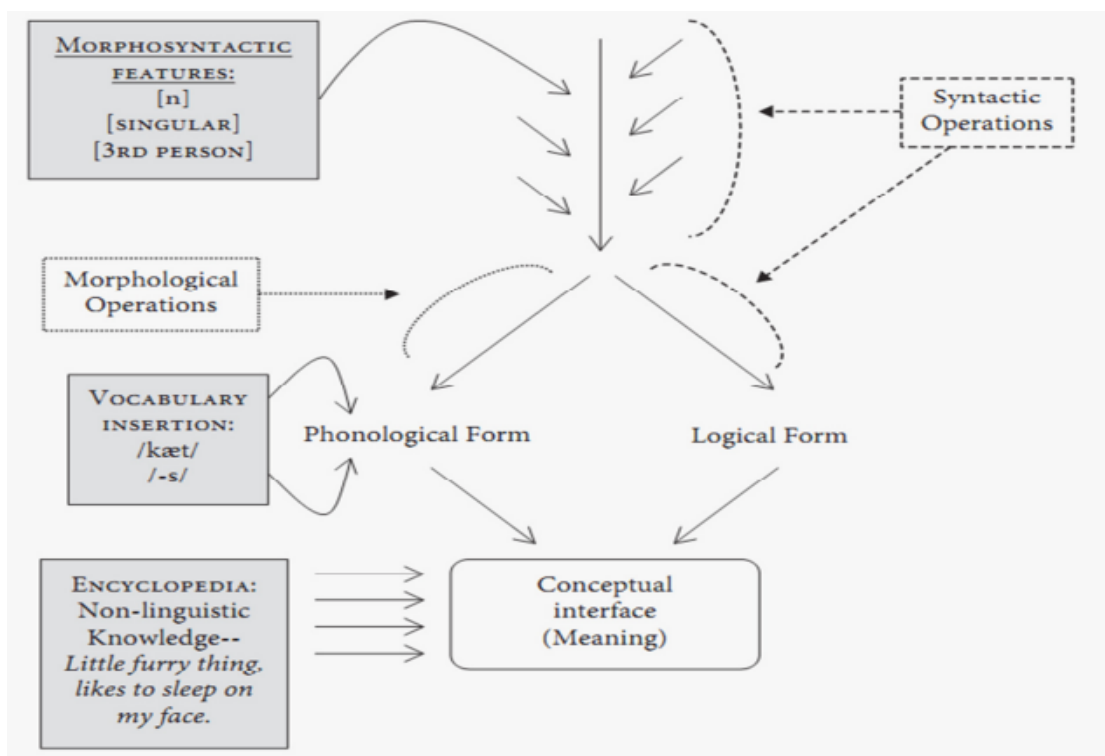 MORPHOSYNTACTIC
FEATURES:
[n]
[SINGULAR]
[3RD PERSON]
Syntactic
Operations
Morphological
Operations
VOCABULARY
INSERTION:
/kæt/
/-s/
Phonological Form
Logical Form
ENCYCLOPEDIA:
Non-linguistic
Knowledge--
Little furry thing,
likes to sleep on
my face.
Conceptual
interface
(Meaning)